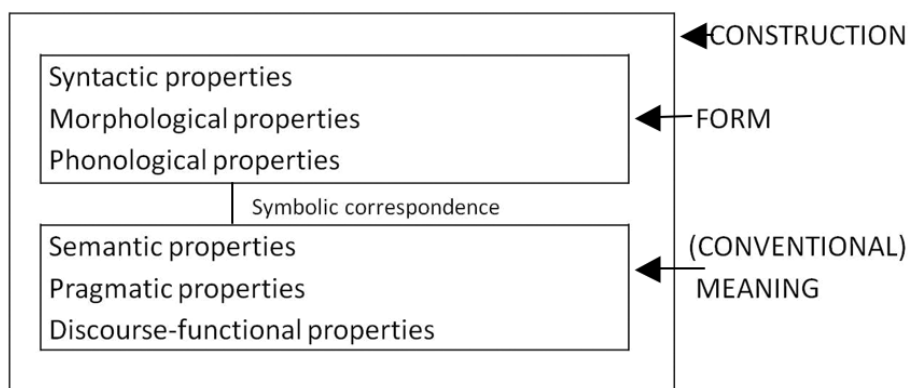 CONSTRUCTION
Syntactic properties
Morphological properties
Phonological properties
FORM
Symbolic correspondence
Semantic properties
Pragmatic properties
Discourse-functional properties
(CONVENTIONAL)
MEANING